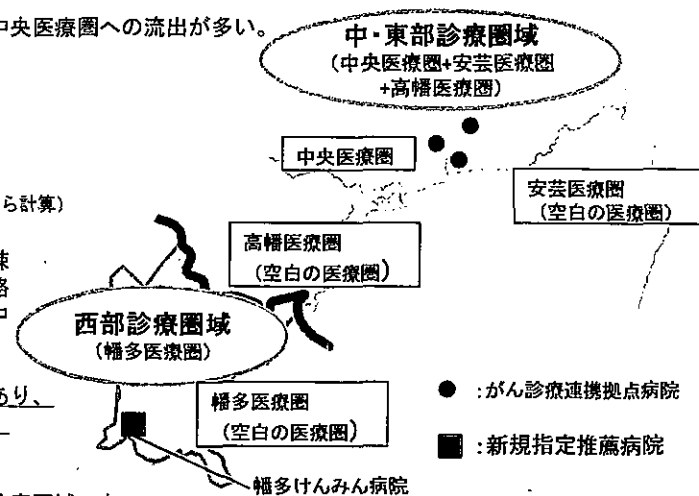 中央医療圏への流出が多い。
中・東部診療圏域
(中央医療圏+安芸医療圏
+高幡医療圏)
中央医療圏
安芸医療圏
(空白の医療圏)
ら計算)
高幡医療圏
(空白の医療圏)
西部診療圏域
(幡多医療圏)
あり、
幡多医療圏
(空白の医療圏)
● :がん診療連携拠点病院
■ :新規指定推薦病院
幡多けんみん病院